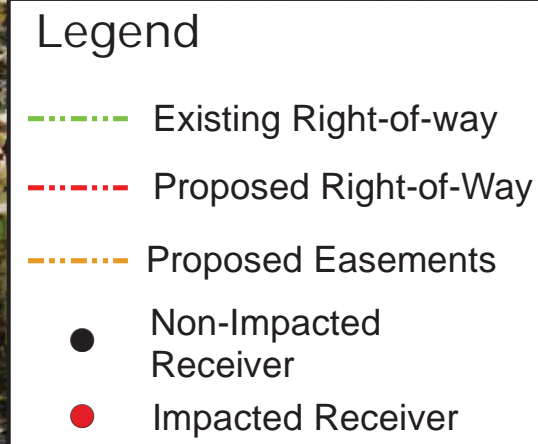 Legend
Existing Right-of-way
Proposed Right-of-Way
Proposed Easements
Non-Impacted
Receiver
Impacted Receiver